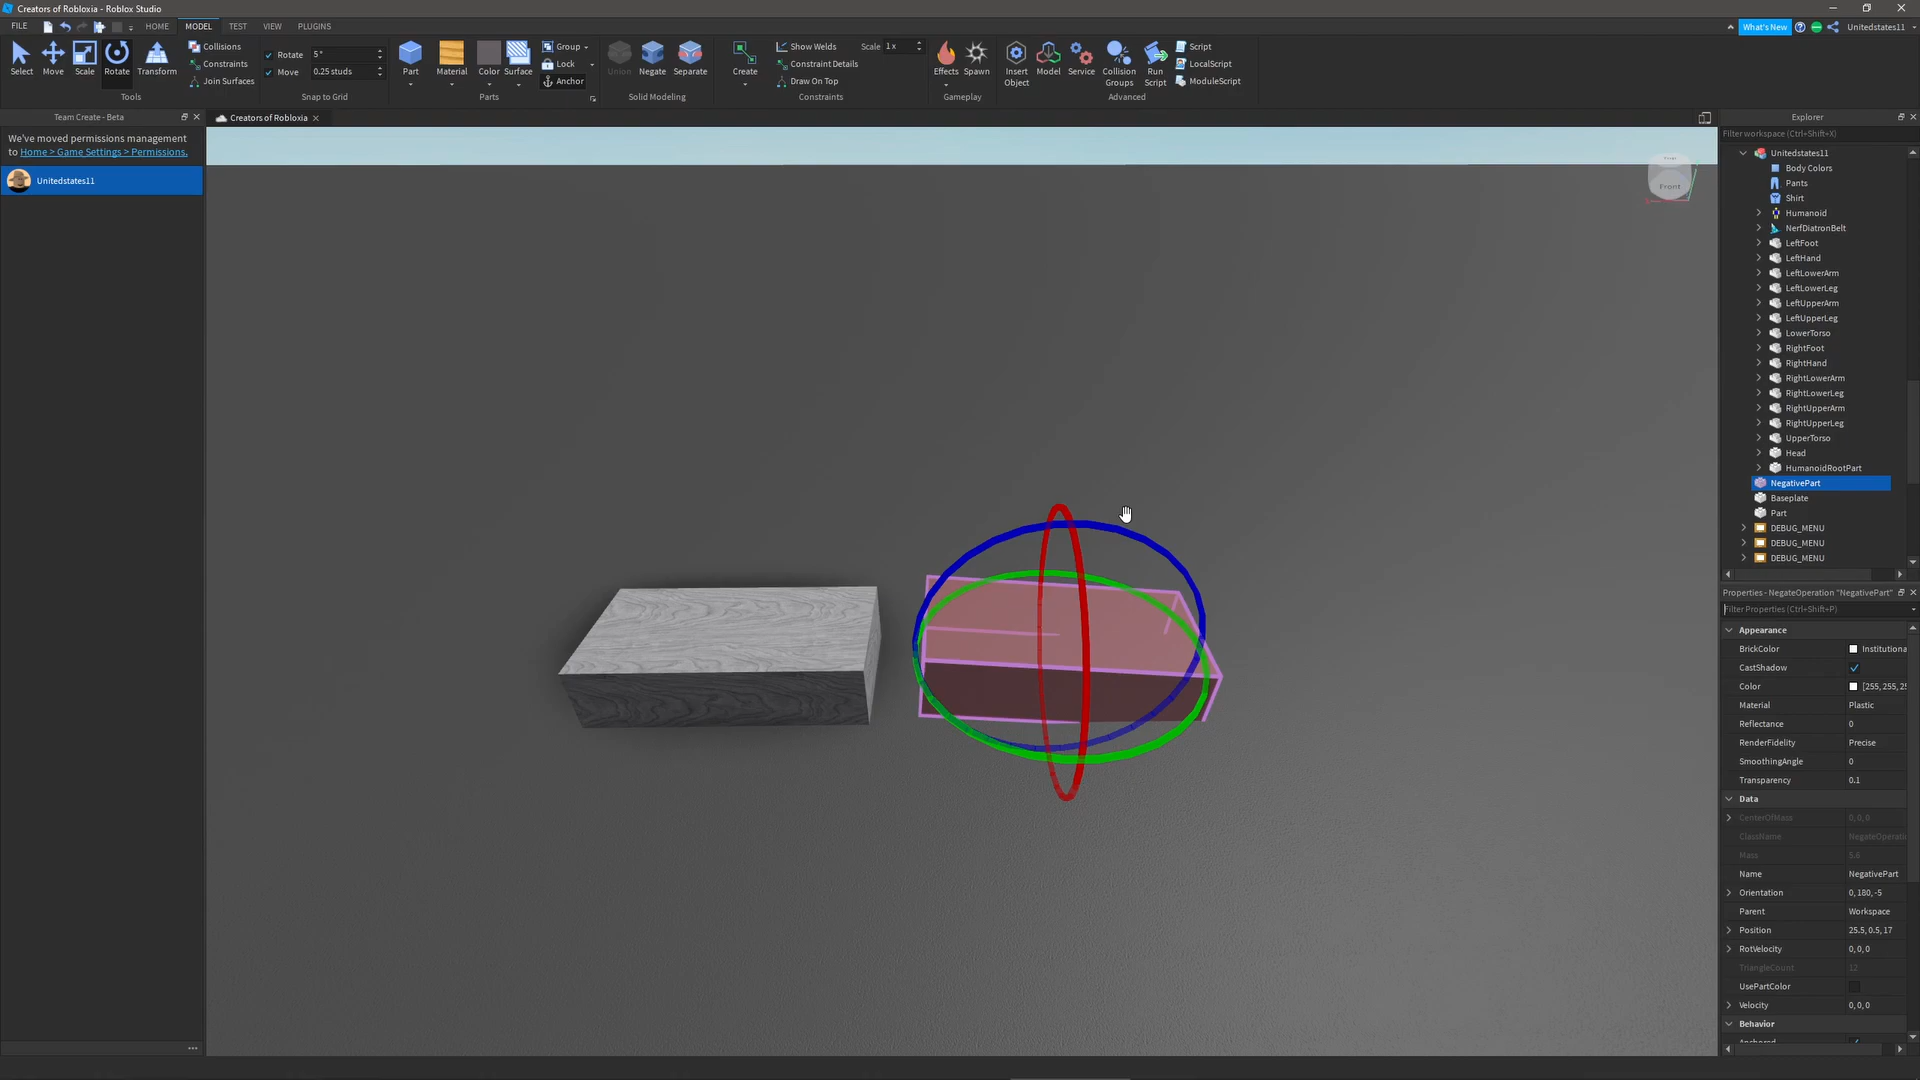 Creators of Robloxia - Roblox Studio
FILE HOME MODEL TEST VIEW PLUGINS What's New Unitedstates11
Select Move Scale Rotate Transform
Tools
Collisions
Constraints
Join Surfaces
Rotate 5°
Move 0.25 studs
Snap to Grid
Part Material Color Surface
Group
Lock
Anchor
Parts
Union Negate Separate
Solid Modeling
Create
Show Welds Scale 1 x
Constraint Details
Draw On Top
Constraints
Effects Spawn
Gameplay
Insert Object Model Service Collision Groups Run Script
Script
LocalScript
ModuleScript
Advanced
Team Create - Beta
We've moved permissions management
to Home > Game Settings > Permissions.
Unitedstates11
Creators of Robloxia
Front
Explorer
Filter workspace (Ctrl+Shift+X)
Unitedstates11
Body Colors
Pants
Shirt
Humanoid
NerfDiatronBelt
LeftFoot
LeftHand
LeftLowerArm
LeftLowerLeg
LeftUpperArm
LeftUpperLeg
LowerTorso
RightFoot
RightHand
RightLowerArm
RightLowerLeg
RightUpperArm
RightUpperLeg
UpperTorso
Head
HumanoidRootPart
NegativePart
Baseplate
Part
DEBUG_MENU
DEBUG_MENU
DEBUG_MENU
Properties - NegateOperation "NegativePart"
Filter Properties (Ctrl+Shift+P)
Appearance
BrickColor Institutiona
CastShadow
Color [255, 255, 25
Material Plastic
Reflectance 0
RenderFidelity Precise
SmoothingAngle 0
Transparency 0.1
Data
CenterOfMass 0, 0, 0
ClassName NegateOperati
Mass 5.6
Name NegativePart
Orientation 0, 180, -5
Parent Workspace
Position 25.5, 0.5, 17
RotVelocity 0, 0, 0
TriangleCount 12
UsePartColor
Velocity 0, 0, 0
Behavior
Anchored